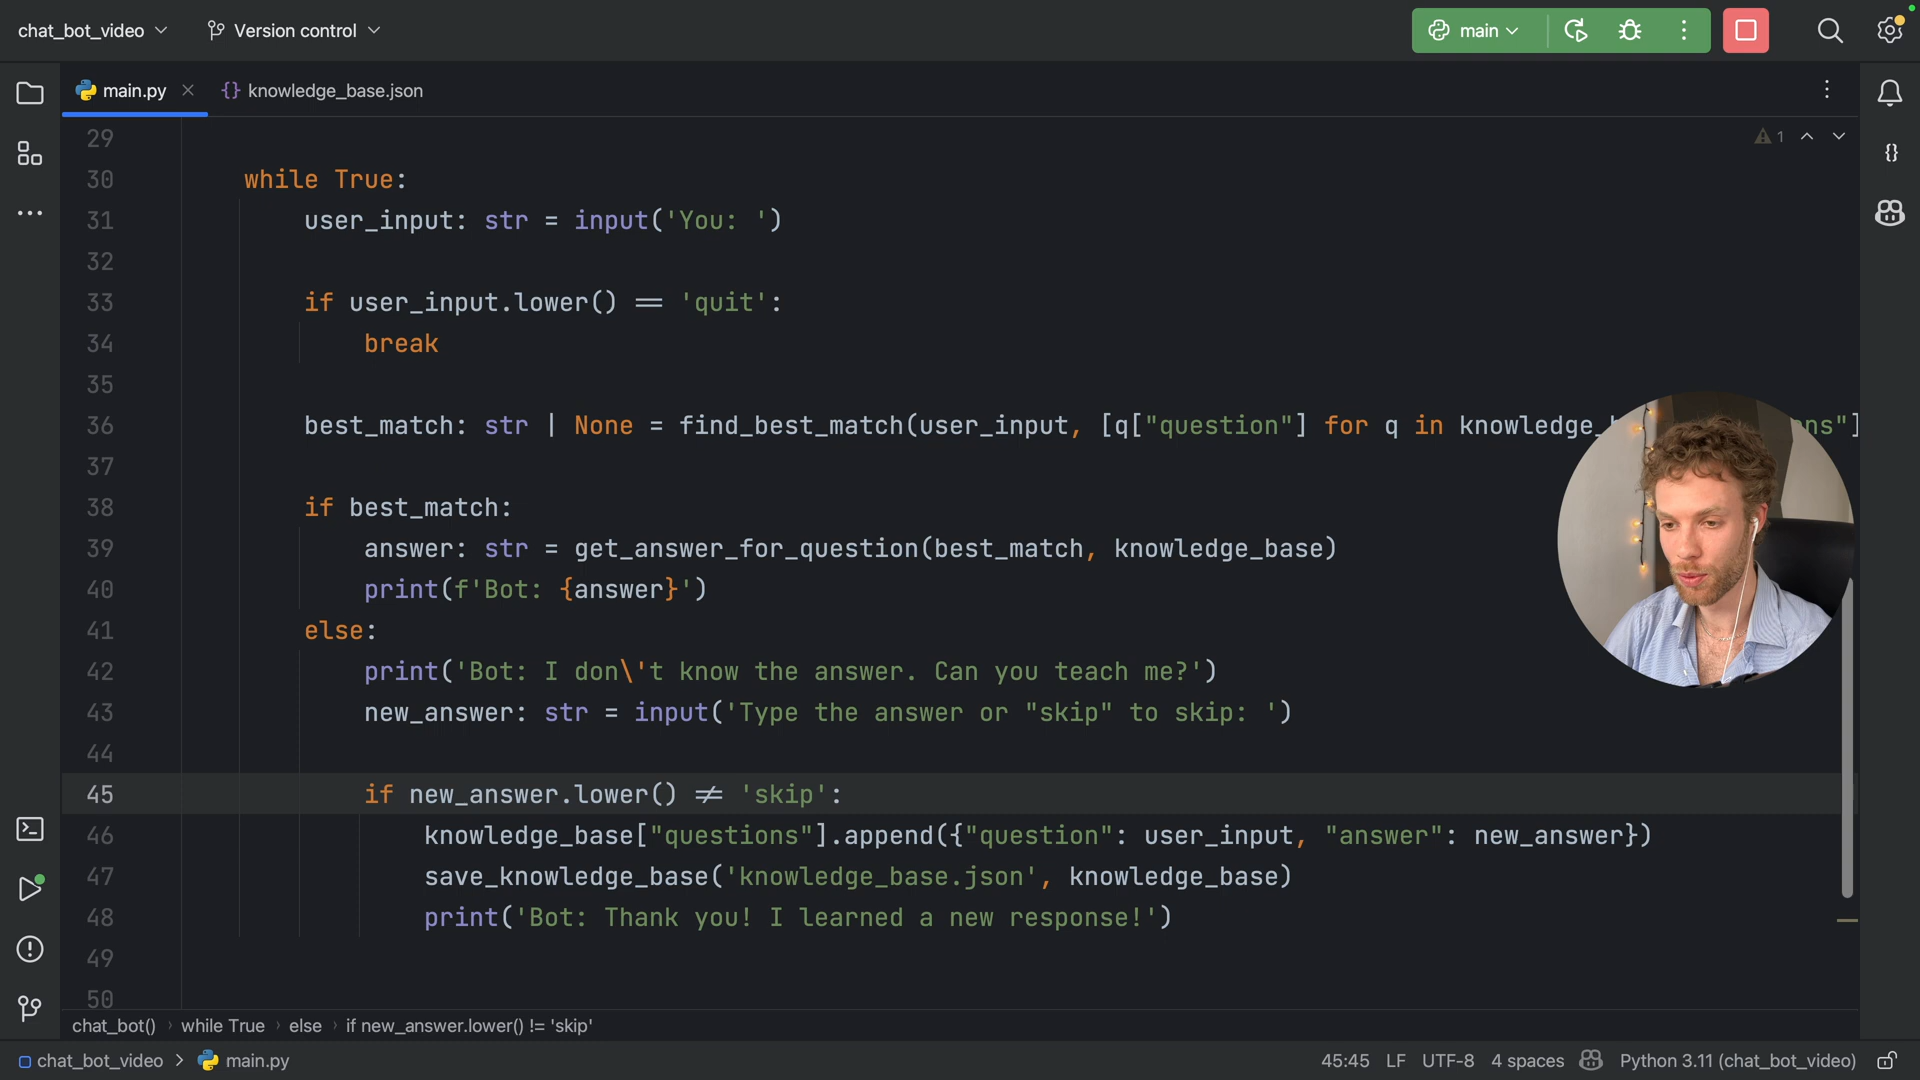 chat_bot_video
Version control
main
main.py
{} knowledge_base.json
29
1
30 while True:
31 user_input: str = input('You: ')
32
33 if user_input.lower() == 'quit':
34 break
35
36 best_match: str | None = find_best_match(user_input, [q["question"] for q in knowledge_ ns"]
37
38 if best_match:
39 answer: str = get_answer_for_question(best_match, knowledge_base)
40 print(f'Bot: {answer}')
41 else:
42 print('Bot: I don\'t know the answer. Can you teach me?')
43 new_answer: str = input('Type the answer or "skip" to skip: ')
44
45 if new_answer.lower() != 'skip':
46 knowledge_base["questions"].append({"question": user_input, "answer": new_answer})
47 save_knowledge_base('knowledge_base.json', knowledge_base)
48 print('Bot: Thank you! I learned a new response!')
49
50
chat_bot() › while True › else › if new_answer.lower() != 'skip'
chat_bot_video > main.py
45:45 LF UTF-8 4 spaces Python 3.11 (chat_bot_video)